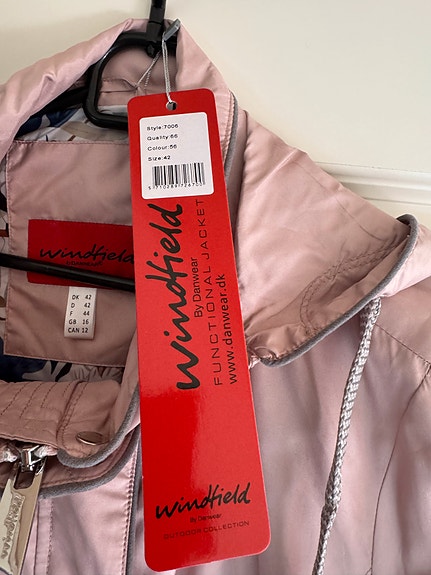 Style:7006
Quality:66
Colour:56
Size:42
windfield
By Danwear
FUNCTIONAL JACKET
www.danwear.dk
windfield
By Danwear
OUTDOOR COLLECTION
windfield
DK 42
D 42
F 44
GB 16
CAN 12